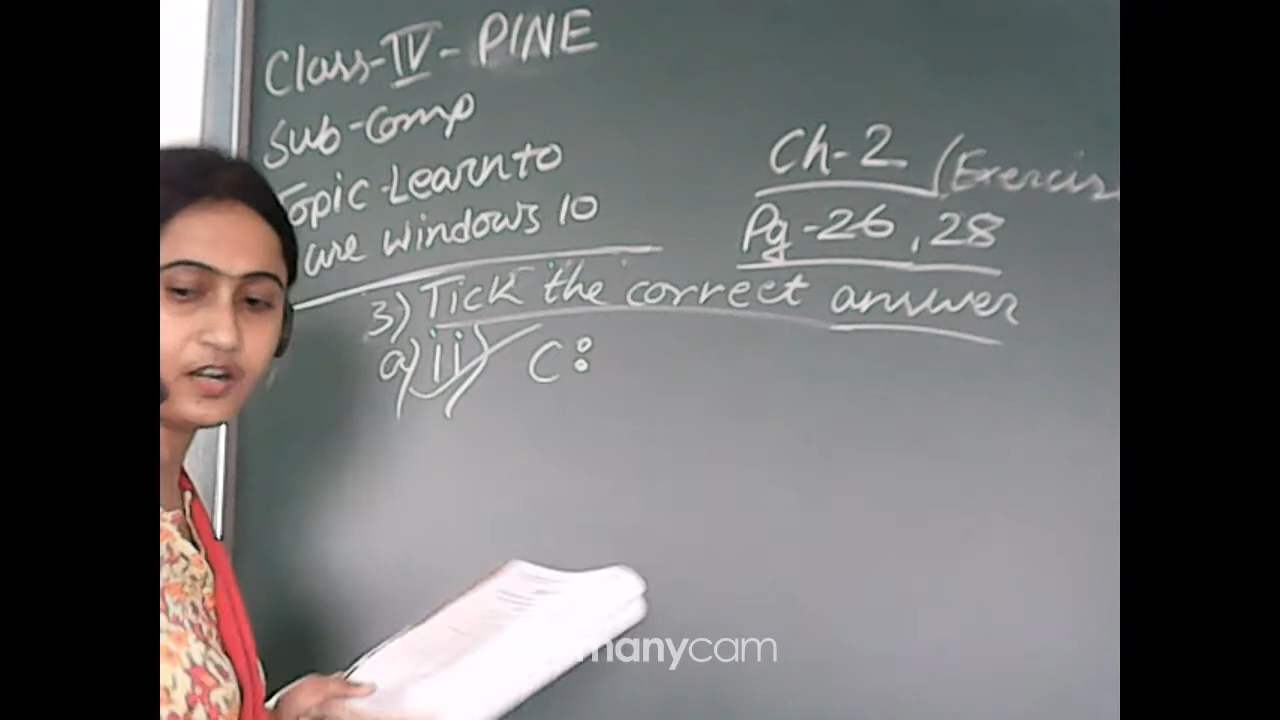 Class-IV-PINE
Sub-Comp
Topic-Learn to
use windows 10
Ch-2 (Exercise
Pg-26, 28
3) Tick the correct answer
a) ii) C:
manycam